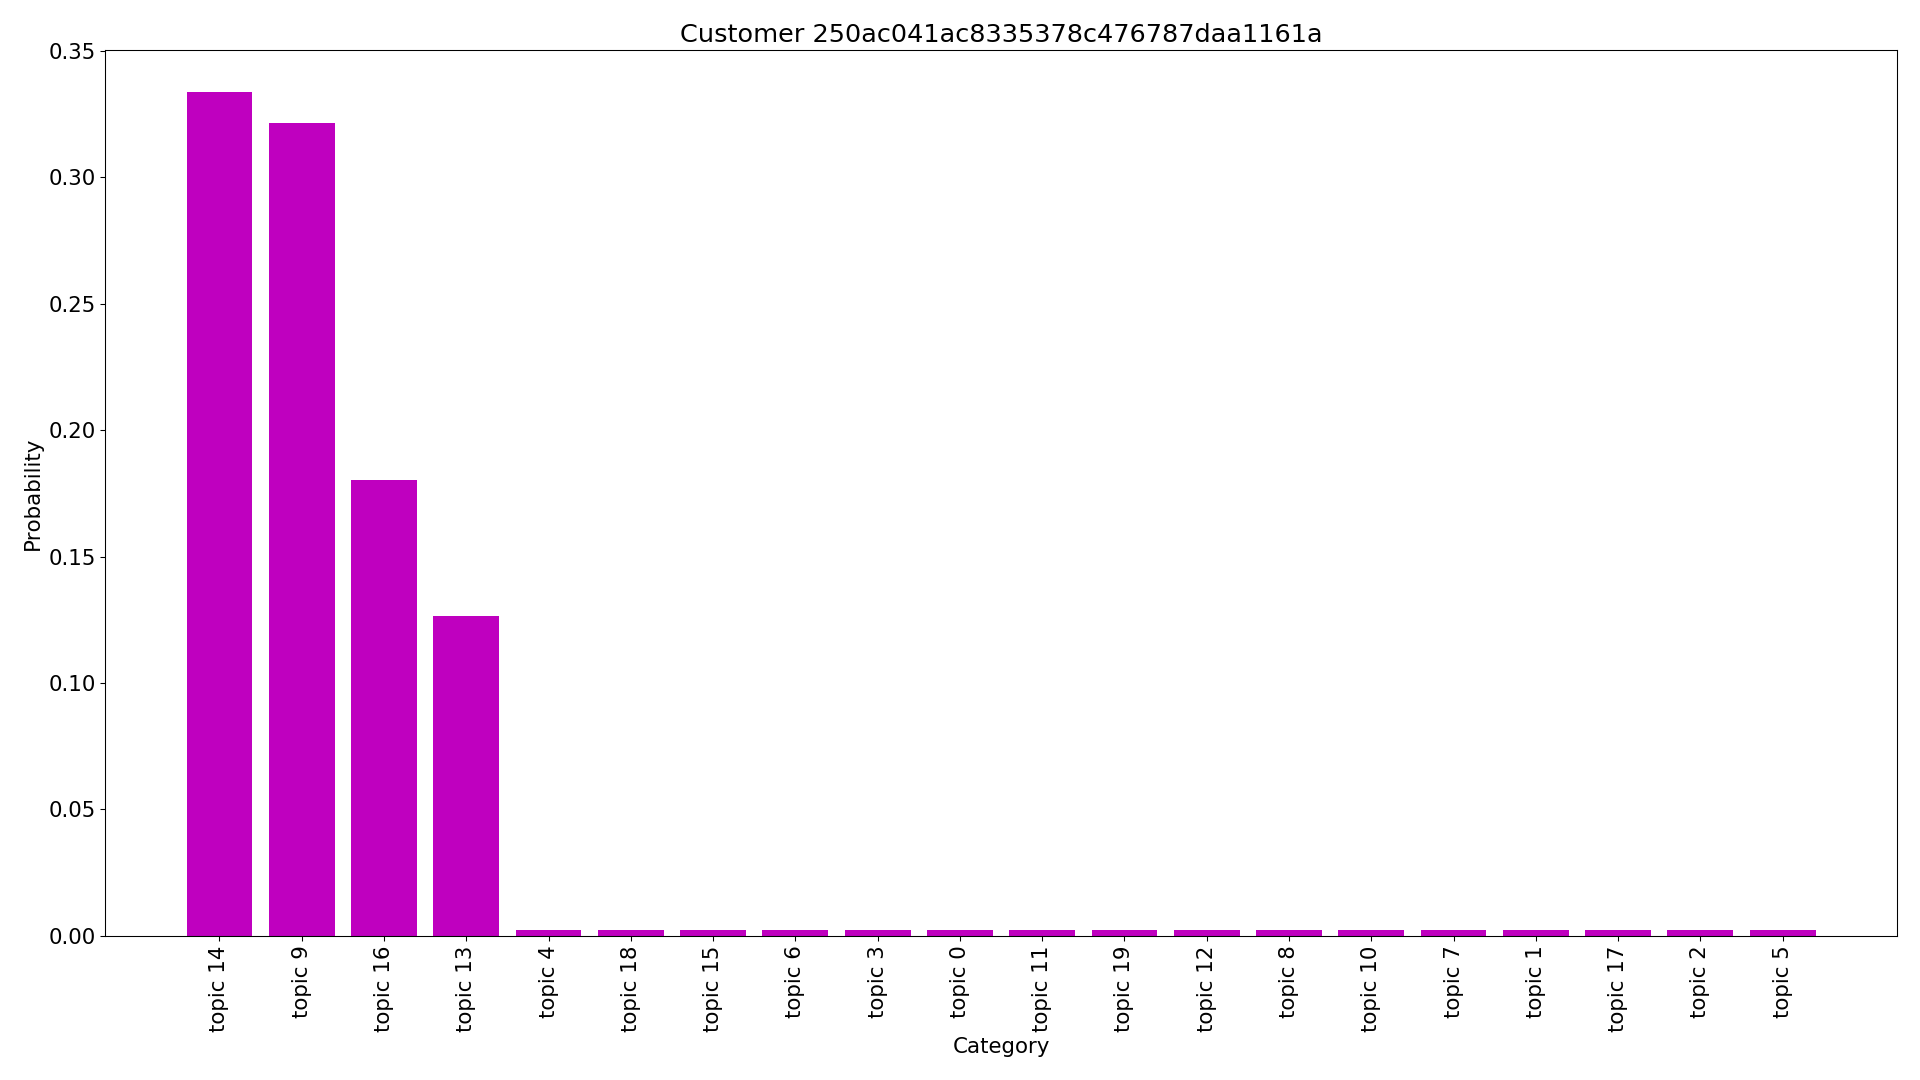 Customer 250ac041ac8335378c476787daa1161a
0.35
0.30
0.25
0.20
0.15
0.10
0.05
0.00
Probability
topic 14
topic 9
topic 16
topic 13
topic 4
topic 18
topic 15
topic 6
topic 3
topic 0
topic 11
topic 19
topic 12
topic 8
topic 10
topic 7
topic 1
topic 17
topic 2
topic 5
Category